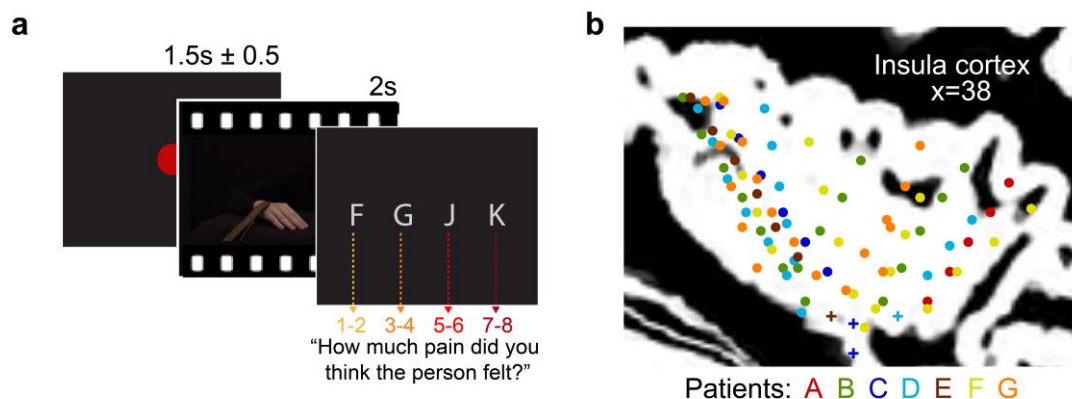 a
1.5s ± 0.5
2s
F G J K
1-2 3-4 5-6 7-8
“How much pain did you
think the person felt?”
b
Insula cortex
x=38
Patients: A B C D E F G